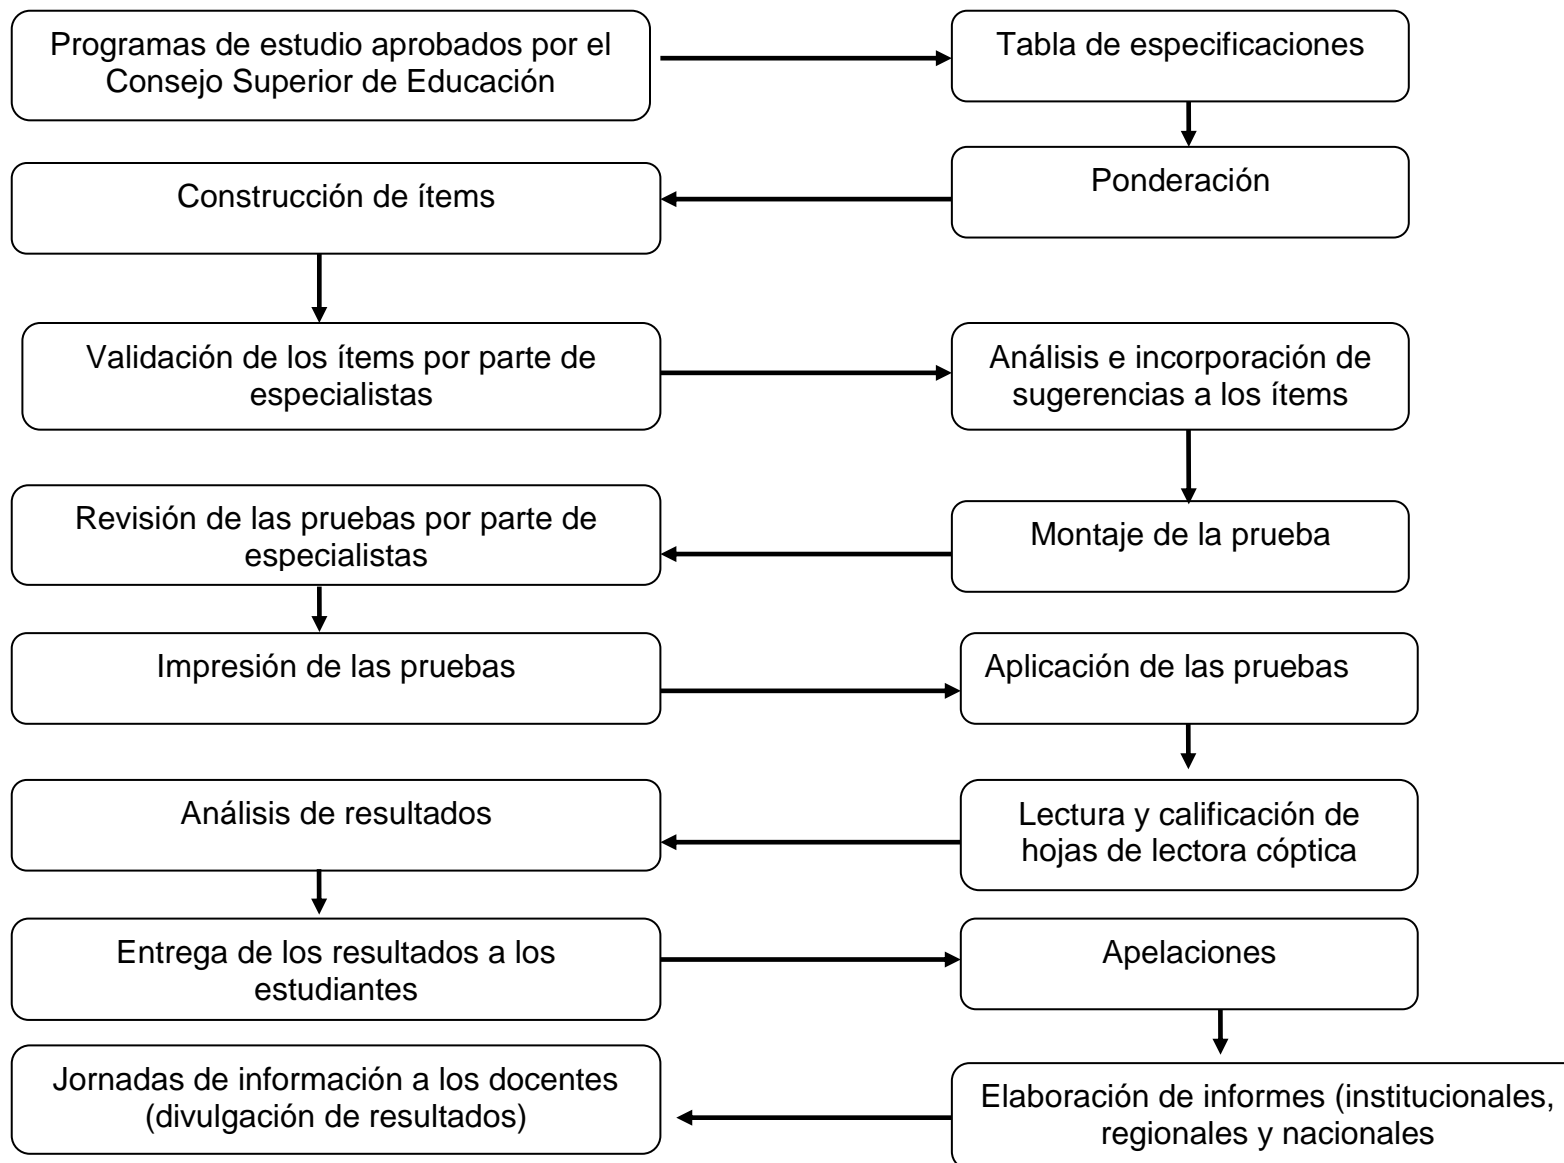 Programas de estudio aprobados por el
Consejo Superior de Educación
Tabla de especificaciones
Ponderación
Construcción de ítems
Validación de los ítems por parte de
especialistas
Análisis e incorporación de
sugerencias a los ítems
Montaje de la prueba
Revisión de las pruebas por parte de
especialistas
Impresión de las pruebas
Aplicación de las pruebas
Lectura y calificación de
hojas de lectora cóptica
Análisis de resultados
Entrega de los resultados a los
estudiantes
Apelaciones
Elaboración de informes (institucionales,
regionales y nacionales
Jornadas de información a los docentes
(divulgación de resultados)